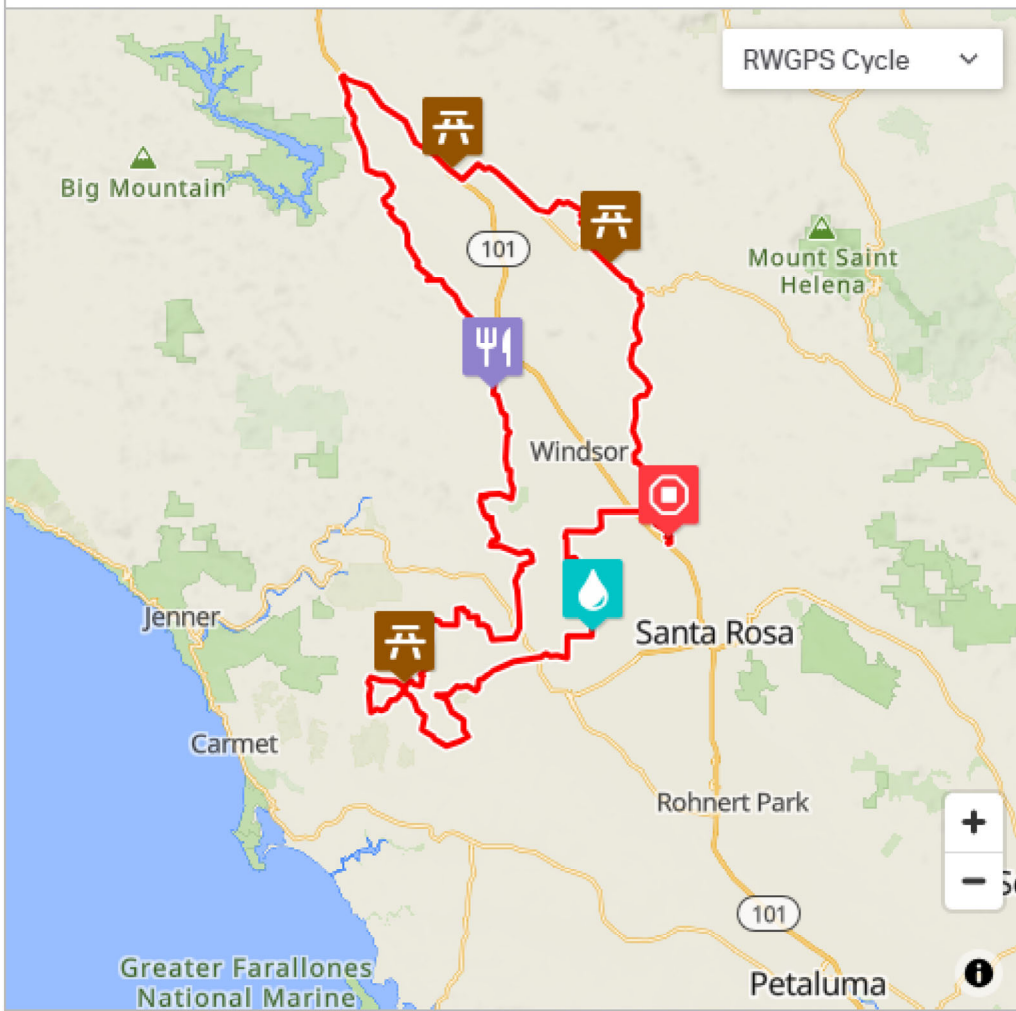 RWGPS Cycle
Big Mountain
101
Mount Saint
Helena
Windsor
Jenner
Santa Rosa
Carmet
Rohnert Park
+
−
101
Petaluma
Greater Farallones
National Marine